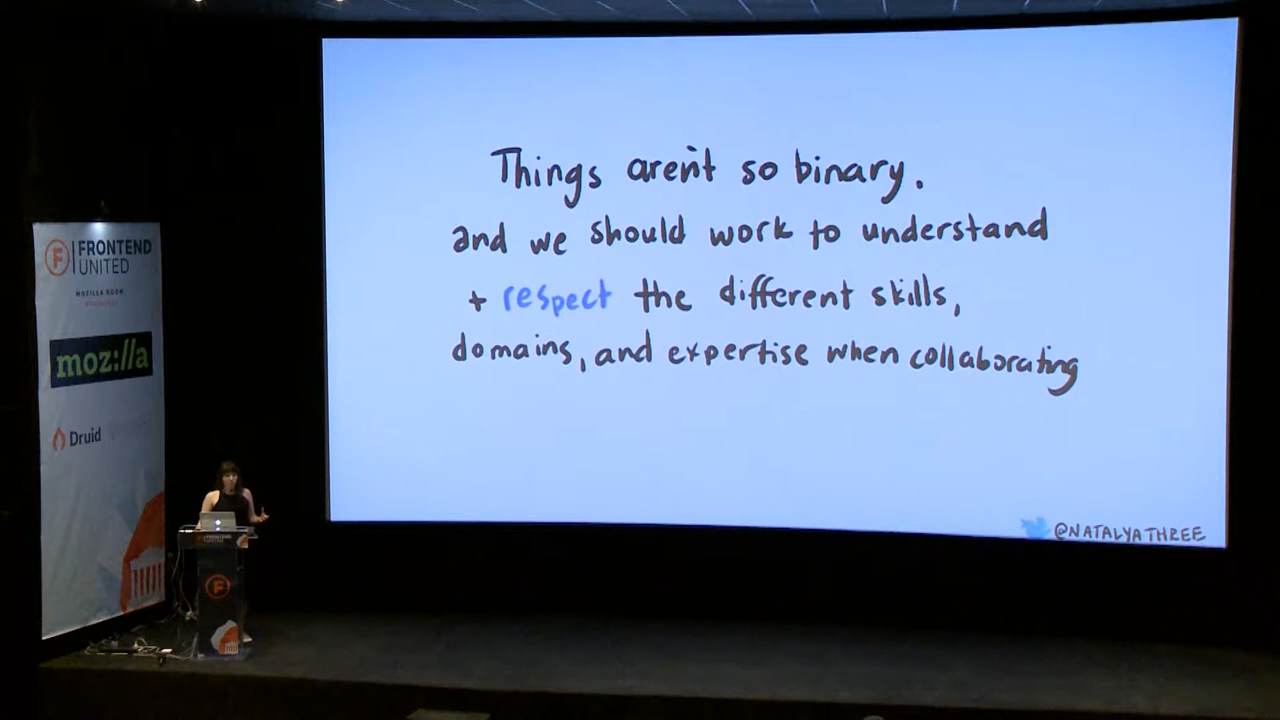 Things aren't so binary.
and we should work to understand
+ respect the different skills,
domains, and expertise when collaborating
@NATALYATHREE
F FRONTEND
UNITED
MOZILLA ROOM
moz://a
Druid
F